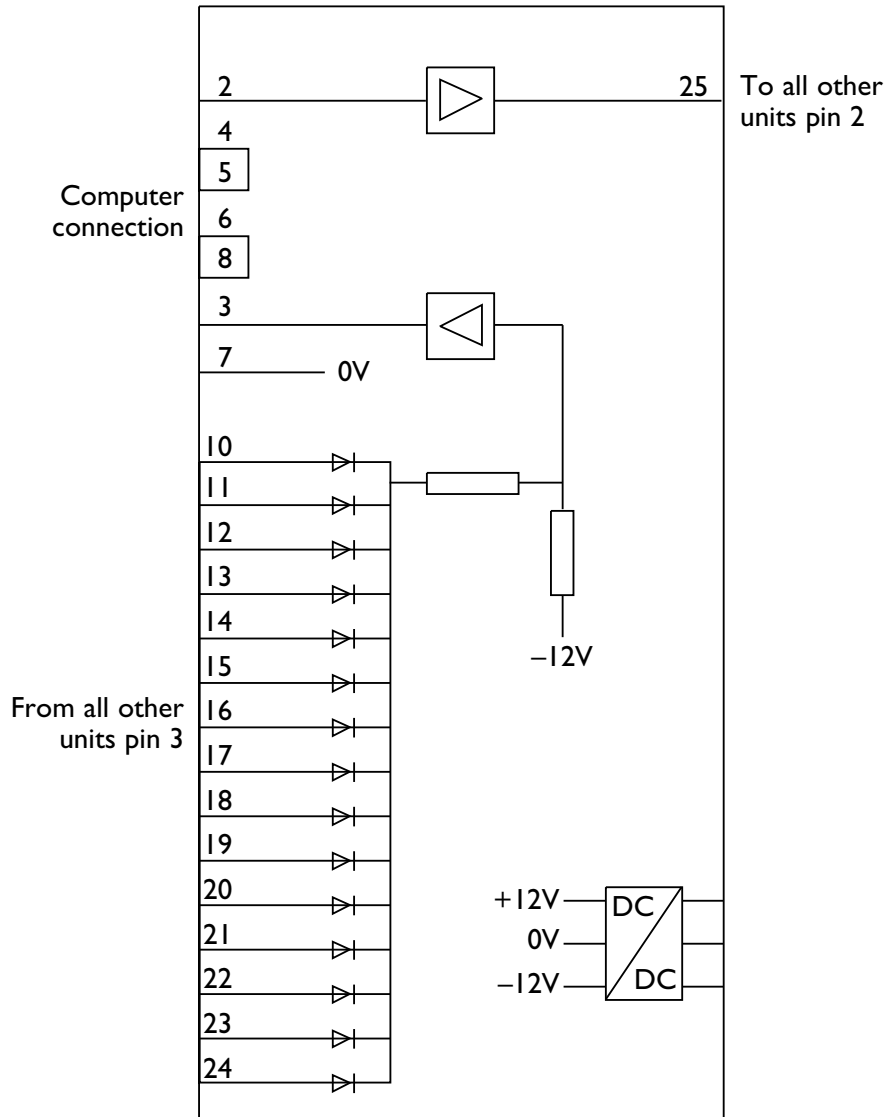 2
25
To all other
units pin 2
4
5
Computer
connection
6
8
3
7
0V
10
11
12
13
14
–12V
15
From all other
units pin 3
16
17
18
19
20
+12V
DC
21
0V
22
–12V
DC
23
24